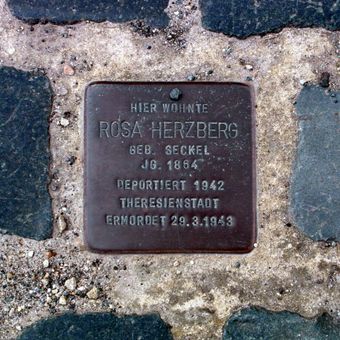 HIER WOHNTE
ROSA HERZBERG
GEB. SECKEL
JG. 1864
DEPORTIERT 1942
THERESIENSTADT
ERMORDET 29.3.1943